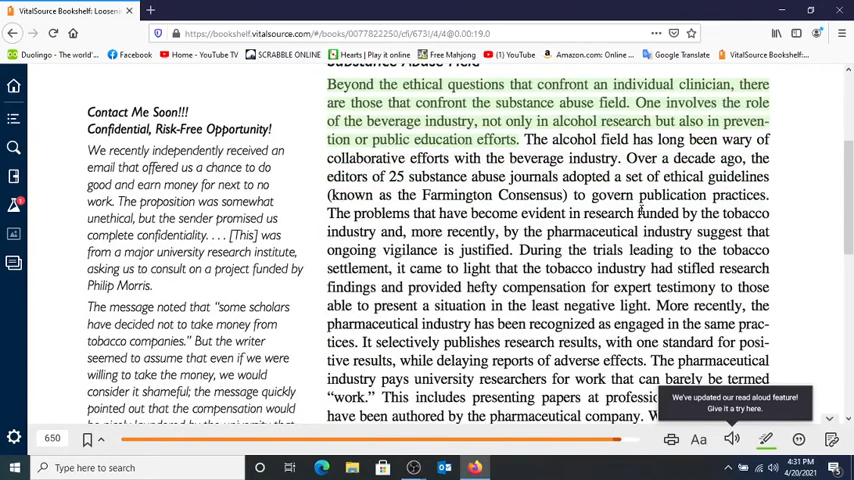 VitalSource Bookshelf: Loosene
https://bookshelf.vitalsource.com/#/books/0077822250/cfi/673!/4/4@0.00:19.0
Duolingo - The world'...
Facebook
Home - YouTube TV
SCRABBLE ONLINE
Hearts | Play it online
Free Mahjong
(1) YouTube
Amazon.com: Online...
Google Translate
VitalSource Bookshelf:...
Contact Me Soon!!!
Confidential, Risk-Free Opportunity!
We recently independently received an
email that offered us a chance to do
good and earn money for next to no
work. The proposition was somewhat
unethical, but the sender promised us
complete confidentiality. . . . [This] was
from a major university research institute,
asking us to consult on a project funded by
Philip Morris.
The message noted that “some scholars
have decided not to take money from
tobacco companies.” But the writer
seemed to assume that even if we were
willing to take the money, we would
consider it shameful; the message quickly
pointed out that the compensation would
Substance Abuse Field
Beyond the ethical questions that confront an individual clinician, there
are those that confront the substance abuse field. One involves the role
of the beverage industry, not only in alcohol research but also in preven-
tion or public education efforts. The alcohol field has long been wary of
collaborative efforts with the beverage industry. Over a decade ago, the
editors of 25 substance abuse journals adopted a set of ethical guidelines
(known as the Farmington Consensus) to govern publication practices.
The problems that have become evident in research funded by the tobacco
industry and, more recently, by the pharmaceutical industry suggest that
ongoing vigilance is justified. During the trials leading to the tobacco
settlement, it came to light that the tobacco industry had stifled research
findings and provided hefty compensation for expert testimony to those
able to present a situation in the least negative light. More recently, the
pharmaceutical industry has been recognized as engaged in the same prac-
tices. It selectively publishes research results, with one standard for posi-
tive results, while delaying reports of adverse effects. The pharmaceutical
industry pays university researchers for work that can barely be termed
“work.” This includes presenting papers at professio
have been authored by the pharmaceutical company. W
We've updated our read aloud feature!
Give it a try here.
650
Aa
Type here to search
4:31 PM
4/20/2021